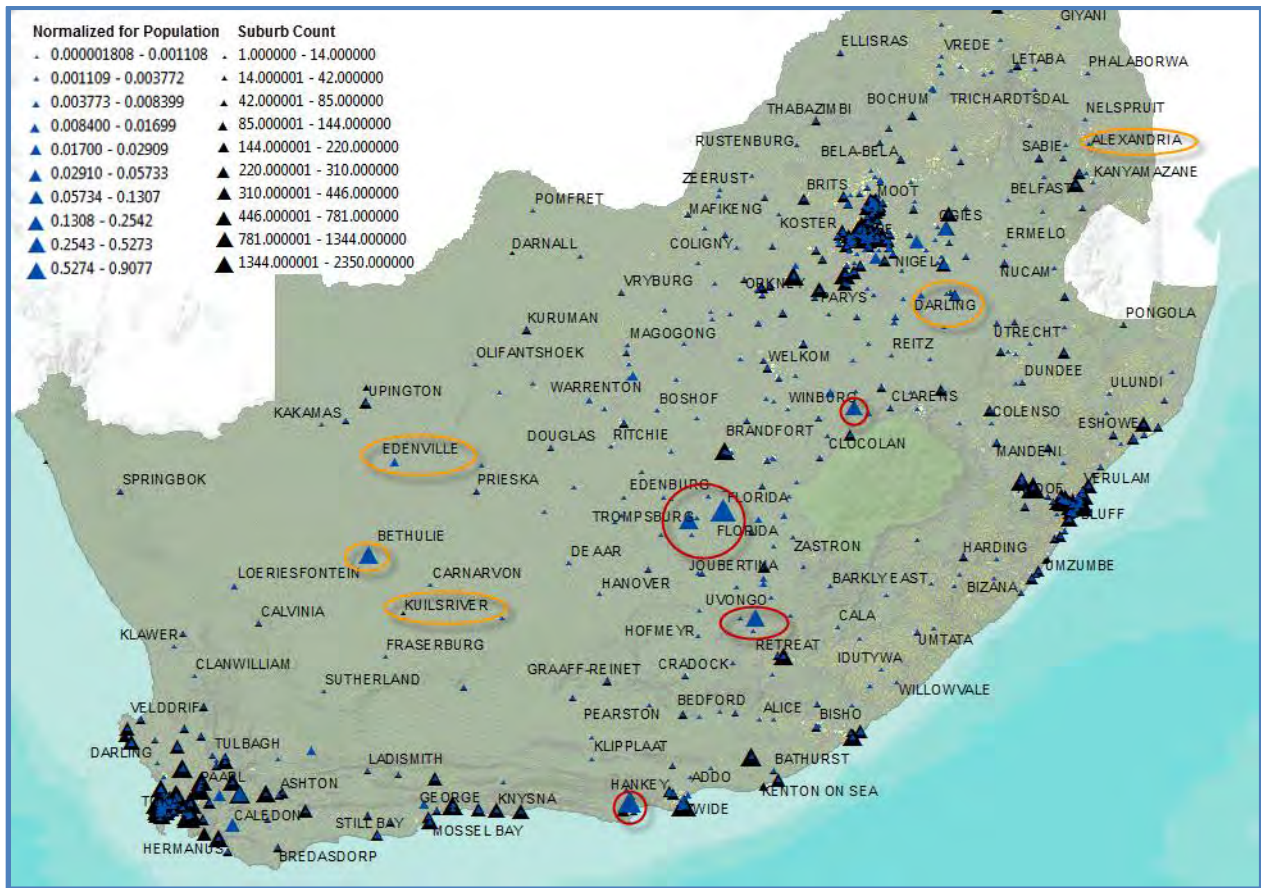 Normalized for Population Suburb Count
0.000001808 - 0.001108 1.000000 - 14.000000
0.001109 - 0.003772 14.000001 - 42.000000
0.003773 - 0.008399 42.000001 - 85.000000
0.008400 - 0.01699 85.000001 - 144.000000
0.01700 - 0.02909 144.000001 - 220.000000
0.02910 - 0.05733 220.000001 - 310.000000
0.05734 - 0.1307 310.000001 - 446.000000
0.1308 - 0.2542 446.000001 - 781.000000
0.2543 - 0.5273 781.000001 - 1344.000000
0.5274 - 0.9077 1344.000001 - 2350.000000
GIYANI
ELLISRAS
VREDE
LETABA
PHALABORWA
BOCHUM
TRICHARDTSDAL
THABAZIMBI
NELSPRUIT
RUSTENBURG
BELA-BELA
SABIE
ALEXANDRIA
ZEERUST
BRITS
MOOT
BELFAST
KANYAMAZANE
POMFRET
MAFIKENG
KOSTER
OGIES
DARNALL
COLIGNY
ERMELO
NIGEL
NUCAM
VRYBURG
ORKNEY
PARYS
DARLING
PONGOLA
KURUMAN
MAGOGONG
UTRECHT
REITZ
OLIFANTSHOEK
WELKOM
DUNDEE
UPINGTON
WARRENTON
BOSHOF
WINBURG
CLARENS
ULUNDI
KAKAMAS
COLENSO
ESHOWE
DOUGLAS
RITCHIE
BRANDFORT
CLOCOLAN
EDENVILLE
MANDENI
SPRINGBOK
PRIESKA
EDENBURG
FLORIDA
VERULAM
TROMPSBURG
BLUFF
FLORIDA
BETHULIE
DE AAR
ZASTRON
HARDING
LOERIESFONTEIN
CARNARVON
HANOVER
JOUBERTINA
UMZUMBE
BARKLY EAST
BIZANA
KUILSRIVER
UVONGO
CALVINIA
CALA
KLAWER
HOFMEYR
UMTATA
FRASERBURG
RETREAT
IDUTYWA
CLANWILLIAM
GRAAFF-REINET
CRADOCK
SUTHERLAND
WILLOWVALE
VELDDRIF
BEDFORD
PEARSTON
ALICE
BISHO
DARLING
TULBAGH
KLIPPLAAT
LADISMITH
BATHURST
PAARL
ASHTON
HANKEY
ADDO
KENTON ON SEA
GEORGE
KNYSNA
WIDE
CALEDON
STILL BAY
MOSSEL BAY
HERMANUS
BREDASDORP